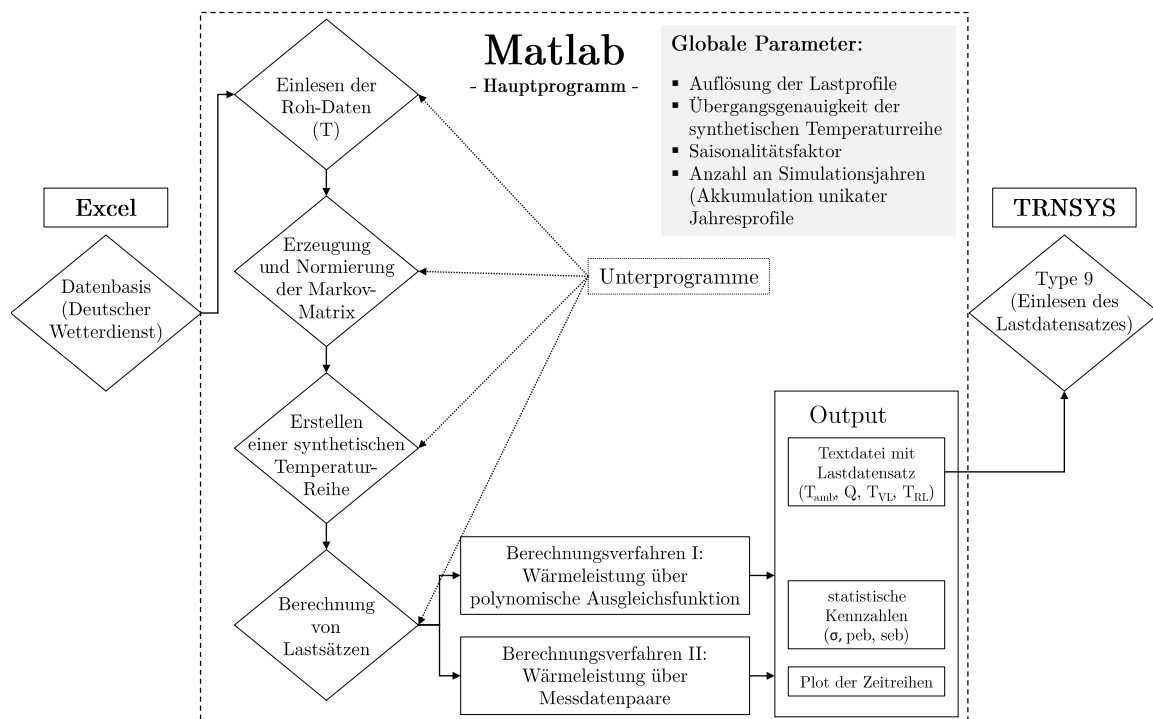 Matlab
- Hauptprogramm -
Globale Parameter:
▪ Auflösung der Lastprofile
▪ Übergangsgenauigkeit der
synthetischen Temperaturreihe
▪ Saisonalitätsfaktor
▪ Anzahl an Simulationsjahren
(Akkumulation unikater
Jahresprofile
Excel
Datenbasis
(Deutscher
Wetterdienst)
Einlesen der
Roh-Daten
(T)
Erzeugung
und Normierung
der Markov-
Matrix
Erstellen
einer synthetischen
Temperatur-
Reihe
Berechnung
von
Lastsätzen
Unterprogramme
Berechnungsverfahren I:
Wärmeleistung über
polynomische Ausgleichsfunktion
Berechnungsverfahren II:
Wärmeleistung über
Messdatenpaare
Output
Textdatei mit
Lastdatensatz
(T_amb, Q, T_VL, T_RL)
statistische
Kennzahlen
(σ, peb, seb)
Plot der Zeitreihen
TRNSYS
Type 9
(Einlesen des
Lastdatensatzes)